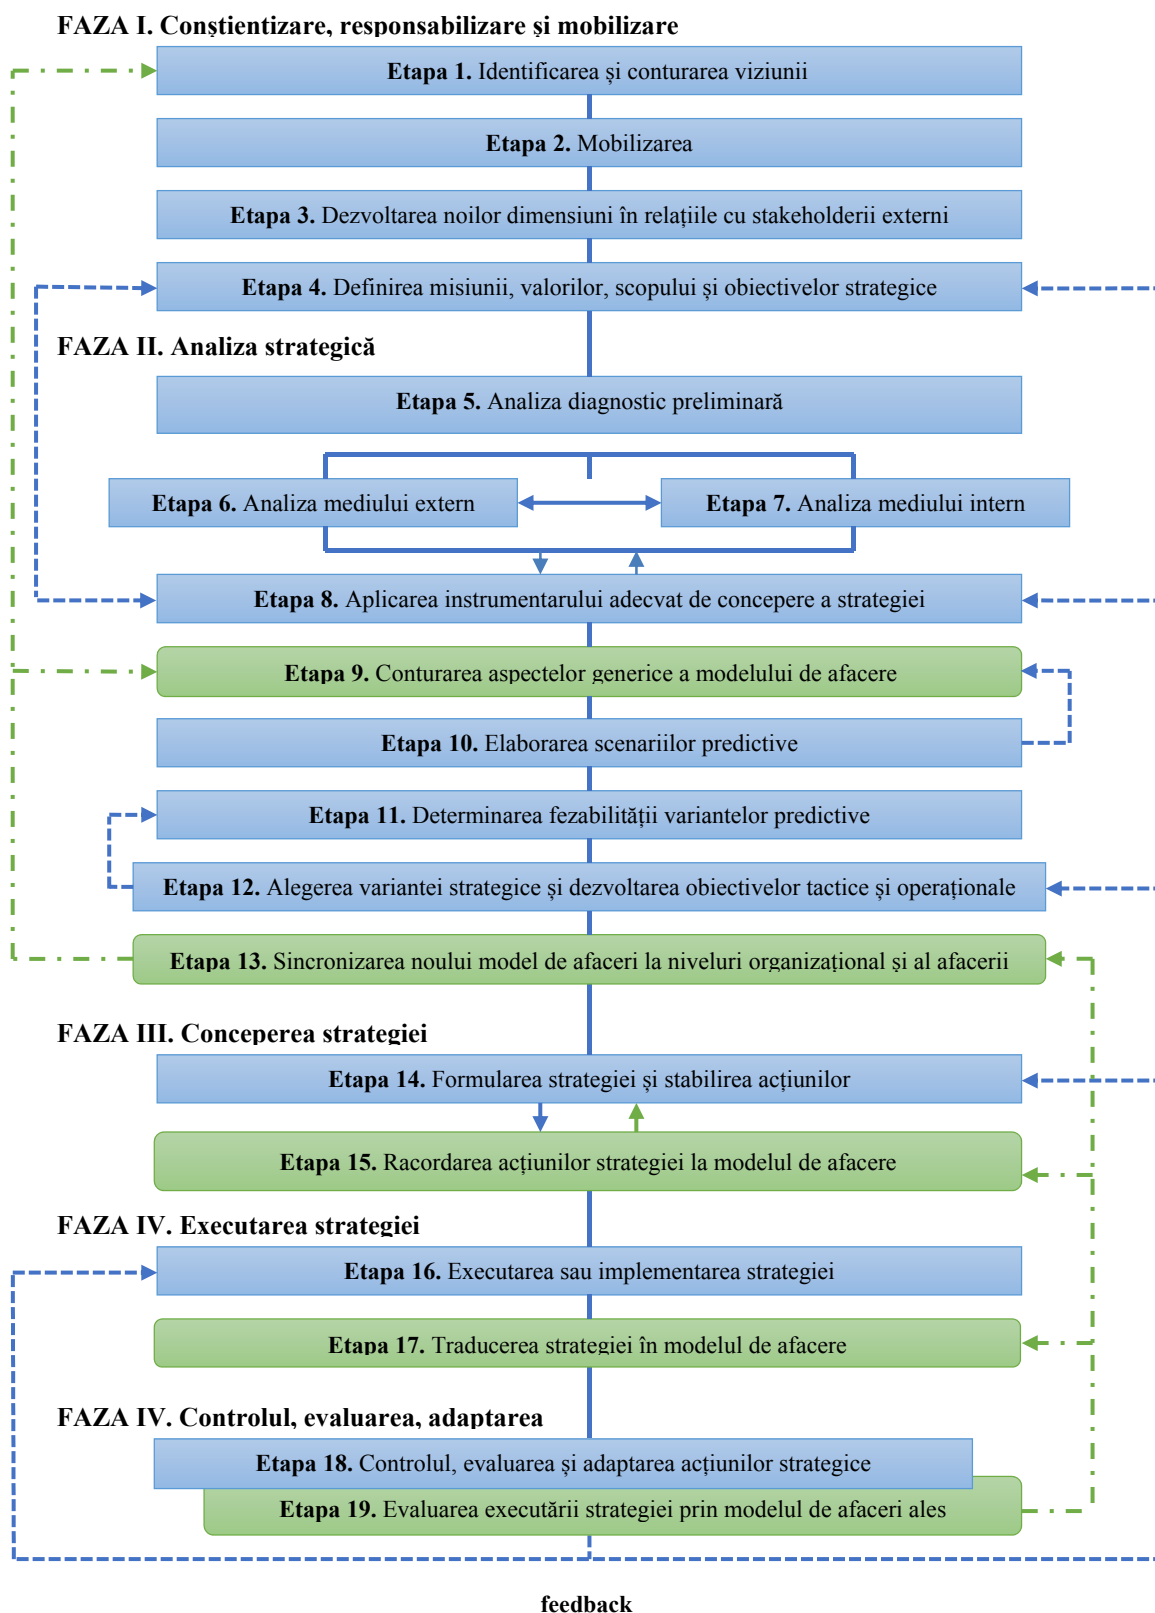 FAZA I. Conștientizare, responsabilizare și mobilizare
Etapa 1. Identificarea și conturarea viziunii
Etapa 2. Mobilizarea
Etapa 3. Dezvoltarea noilor dimensiuni în relațiile cu stakeholderii externi
Etapa 4. Definirea misiunii, valorilor, scopului și obiectivelor strategice
FAZA II. Analiza strategică
Etapa 5. Analiza diagnostic preliminară
Etapa 6. Analiza mediului extern
Etapa 7. Analiza mediului intern
Etapa 8. Aplicarea instrumentarului adecvat de concepere a strategiei
Etapa 9. Conturarea aspectelor generice a modelului de afacere
Etapa 10. Elaborarea scenariilor predictive
Etapa 11. Determinarea fezabilității variantelor predictive
Etapa 12. Alegerea variantei strategice și dezvoltarea obiectivelor tactice și operaționale
Etapa 13. Sincronizarea noului model de afaceri la niveluri organizațional și al afacerii
FAZA III. Conceperea strategiei
Etapa 14. Formularea strategiei și stabilirea acțiunilor
Etapa 15. Racordarea acțiunilor strategiei la modelul de afacere
FAZA IV. Executarea strategiei
Etapa 16. Executarea sau implementarea strategiei
Etapa 17. Traducerea strategiei în modelul de afacere
FAZA IV. Controlul, evaluarea, adaptarea
Etapa 18. Controlul, evaluarea și adaptarea acțiunilor strategice
Etapa 19. Evaluarea executării strategiei prin modelul de afaceri ales
feedback